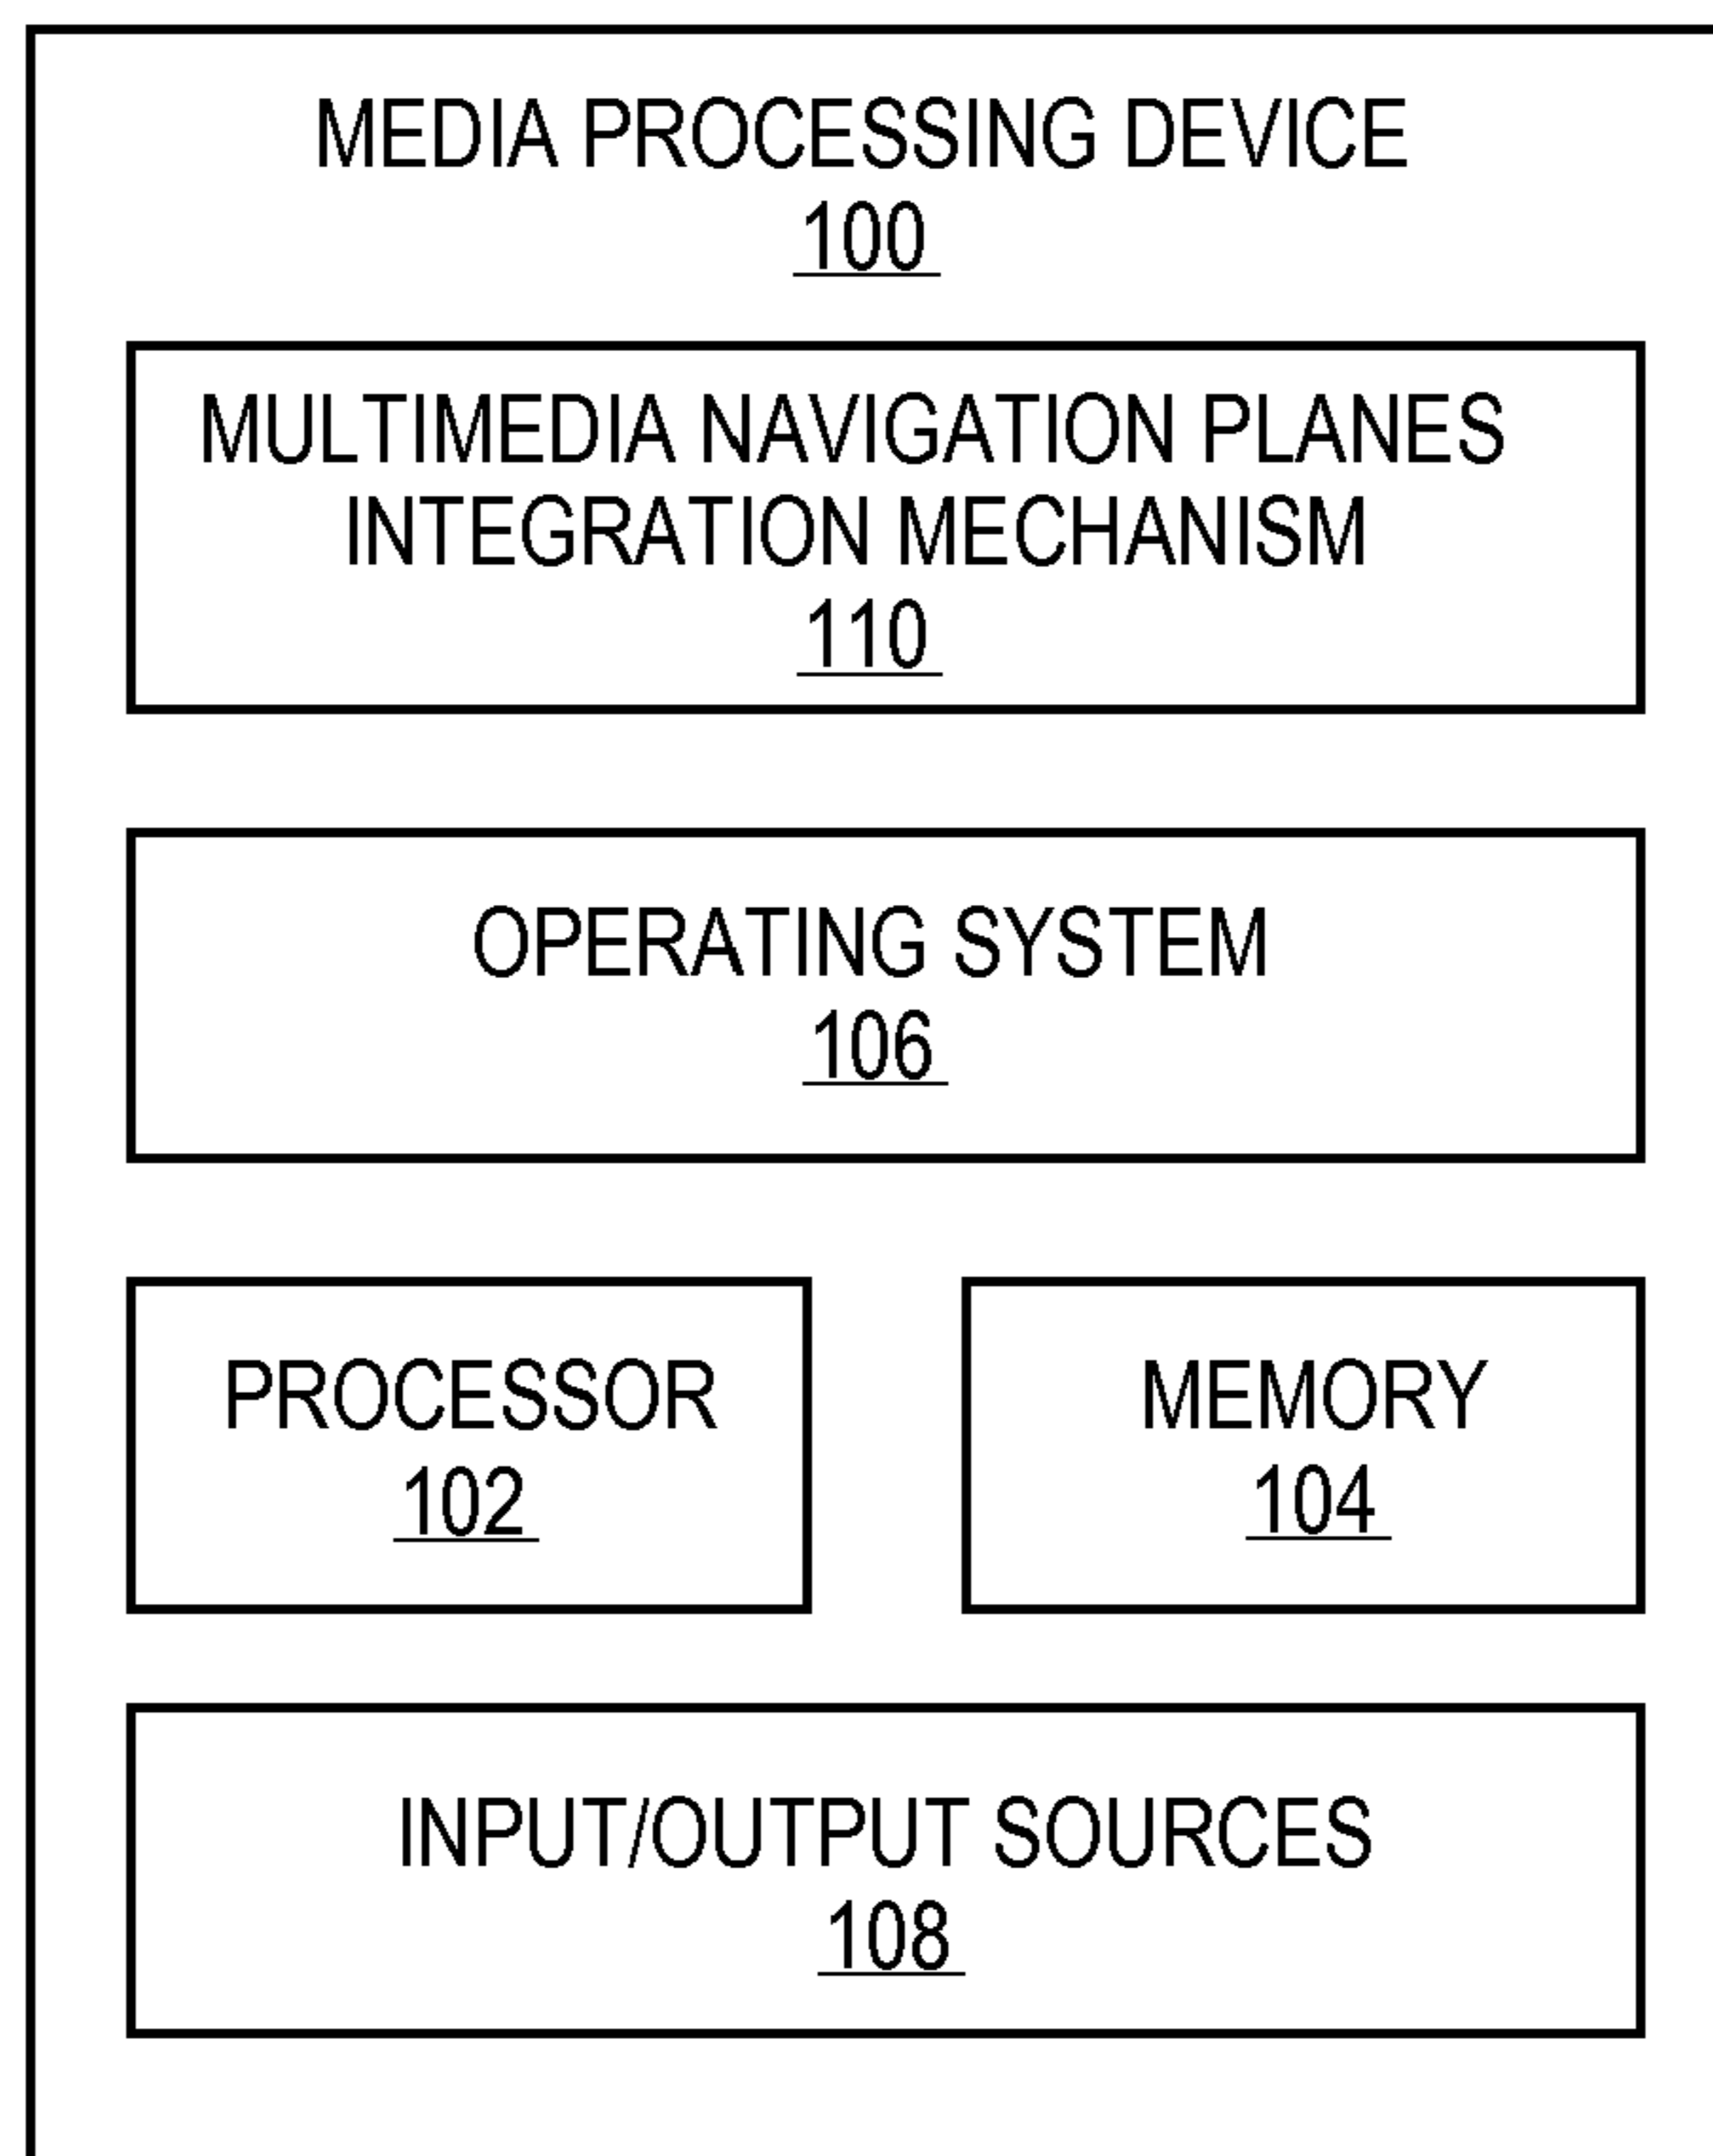 MEDIA PROCESSING DEVICE
100
MULTIMEDIA NAVIGATION PLANES
INTEGRATION MECHANISM
110
OPERATING SYSTEM
106
PROCESSOR
102
MEMORY
104
INPUT/OUTPUT SOURCES
108